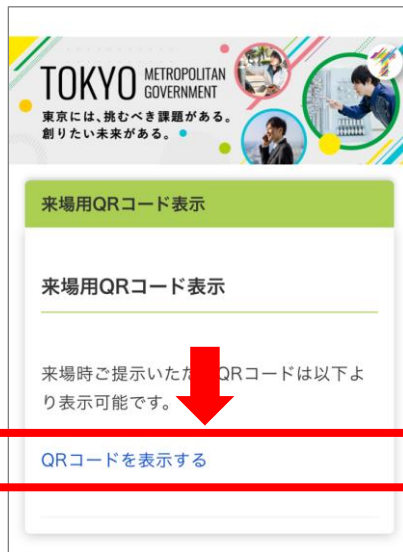 TOKYO METROPOLITAN GOVERNMENT
東京には、挑むべき課題がある。
創りたい未来がある。
来場用QRコード表示
来場用QRコード表示
来場時ご提示いただ QRコードは以下よ
り表示可能です。
QRコードを表示する